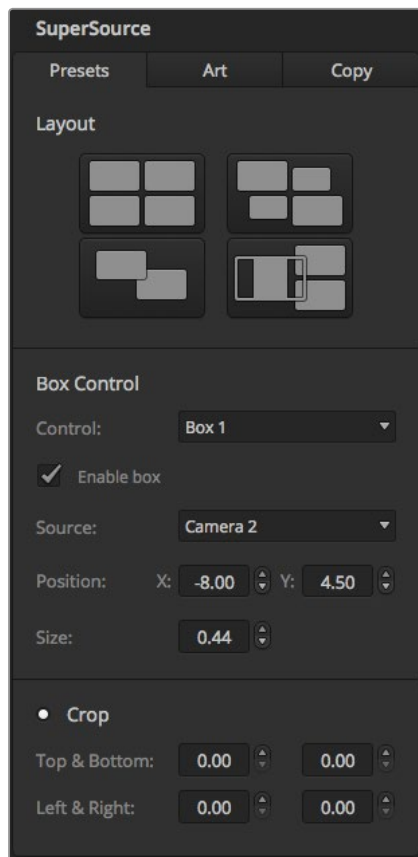 SuperSource
Presets Art Copy
Layout
Box Control
Control: Box 1
Enable box
Source: Camera 2
Position: X: -8.00 Y: 4.50
Size: 0.44
Crop
Top & Bottom: 0.00 0.00
Left & Right: 0.00 0.00